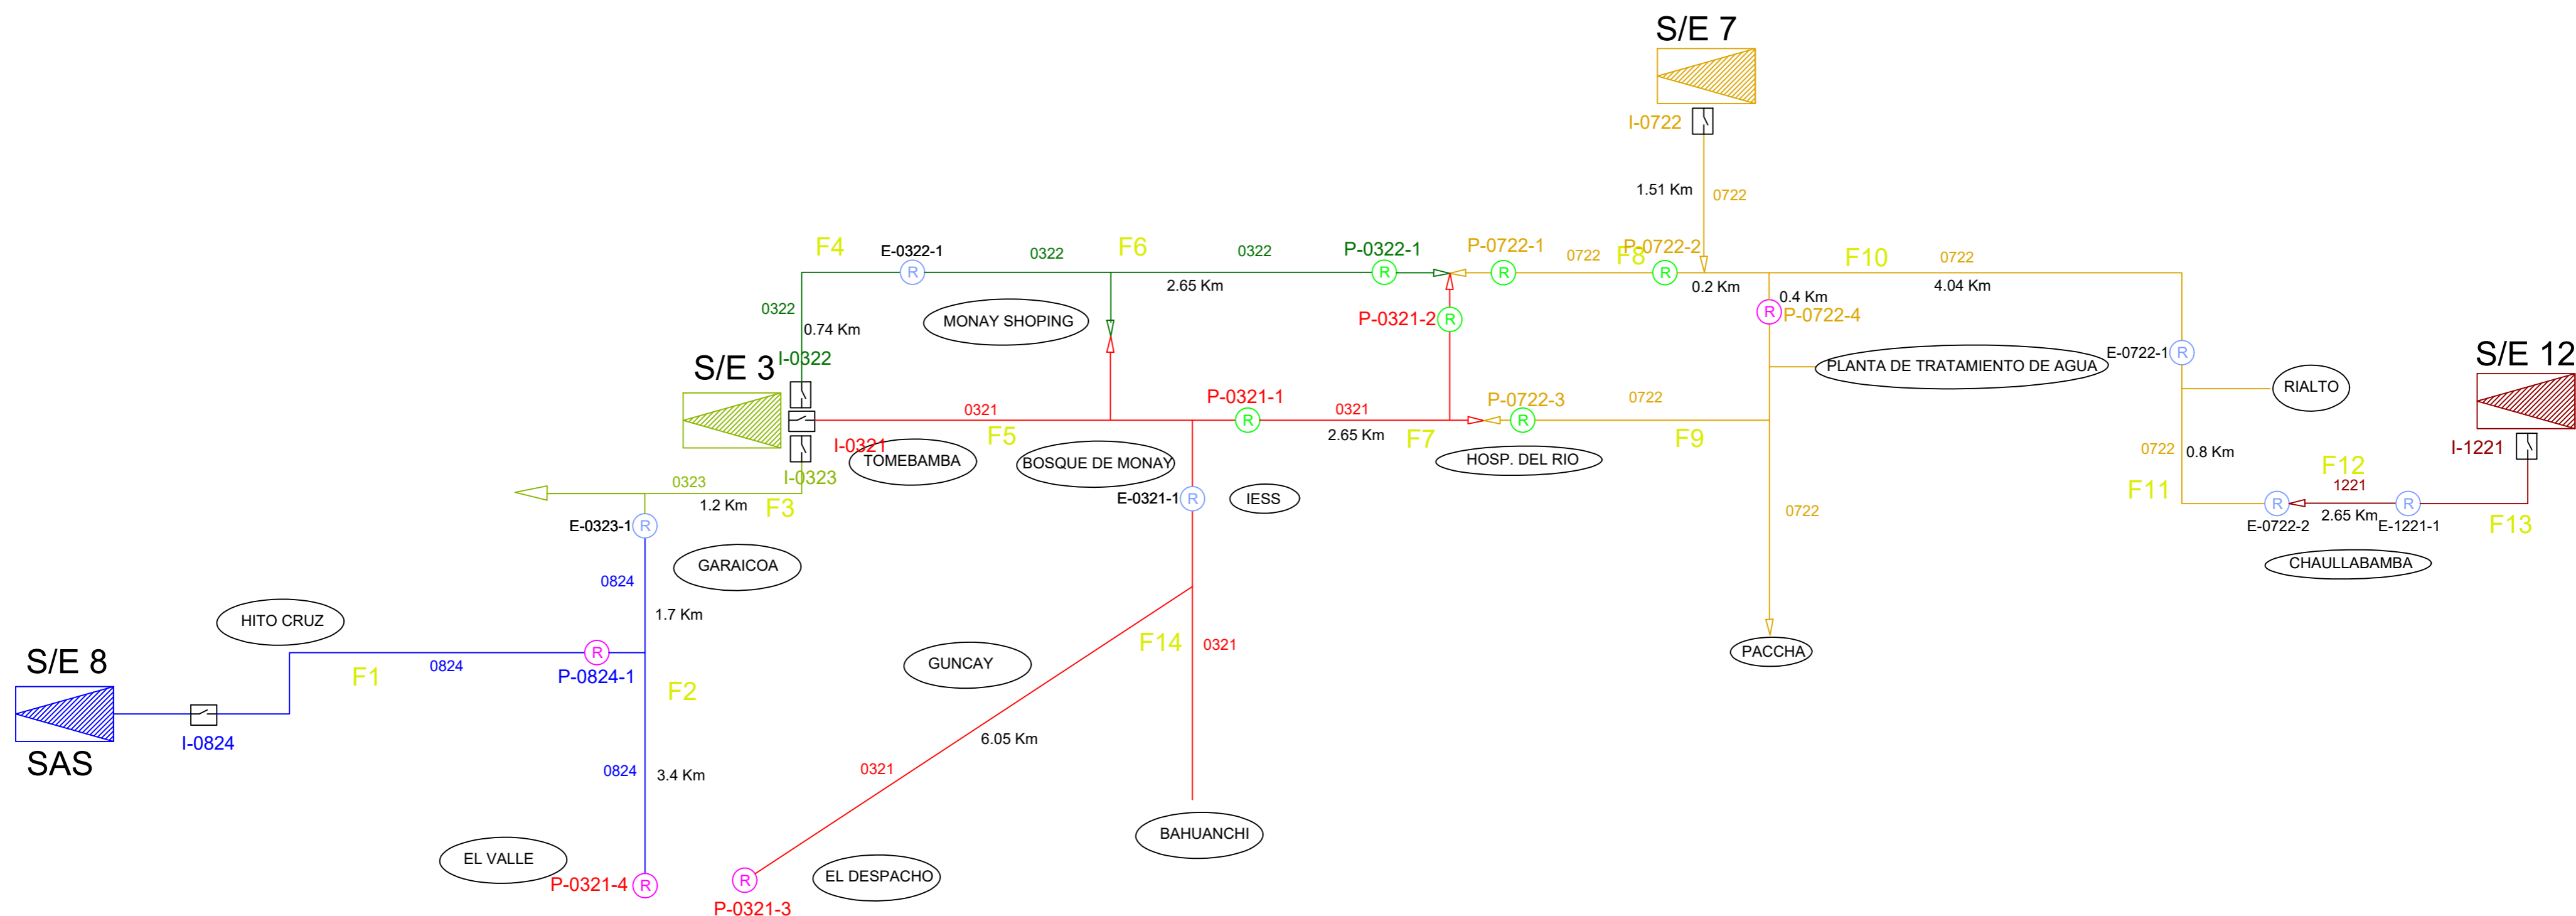 S/E 7
I-0722
1.51 Km
0722
F4
E-0322-1
0322
F6
0322
P-0322-1
P-0722-1
0722
F8
P-0722-2
F10
0722
2.65 Km
0.2 Km
0.4 Km
4.04 Km
0322
0.74 Km
MONAY SHOPING
P-0321-2
P-0722-4
R
R
R
R
R
R
E-0722-1
R
S/E 12
I-0322
S/E 3
PLANTA DE TRATAMIENTO DE AGUA
RIALTO
P-0321-1
P-0722-3
0321
F5
R
0321
2.65 Km
F7
R
0722
F9
I-0321
I-0323
TOMEBAMBA
BOSQUE DE MONAY
HOSP. DEL RIO
0722
0.8 Km
I-1221
F12
1221
F11
0323
1.2 Km
F3
E-0321-1
R
IESS
0722
R
2.65 Km
R
E-0722-2
E-1221-1
F13
E-0323-1
R
GARAICOA
CHAULLABAMBA
0824
1.7 Km
HITO CRUZ
S/E 8
F1
0824
R
P-0824-1
F2
GUNCAY
F14
0321
PACCHA
I-0824
SAS
0824
3.4 Km
0321
6.05 Km
EL VALLE
P-0321-4
R
R
P-0321-3
EL DESPACHO
BAHUANCHI